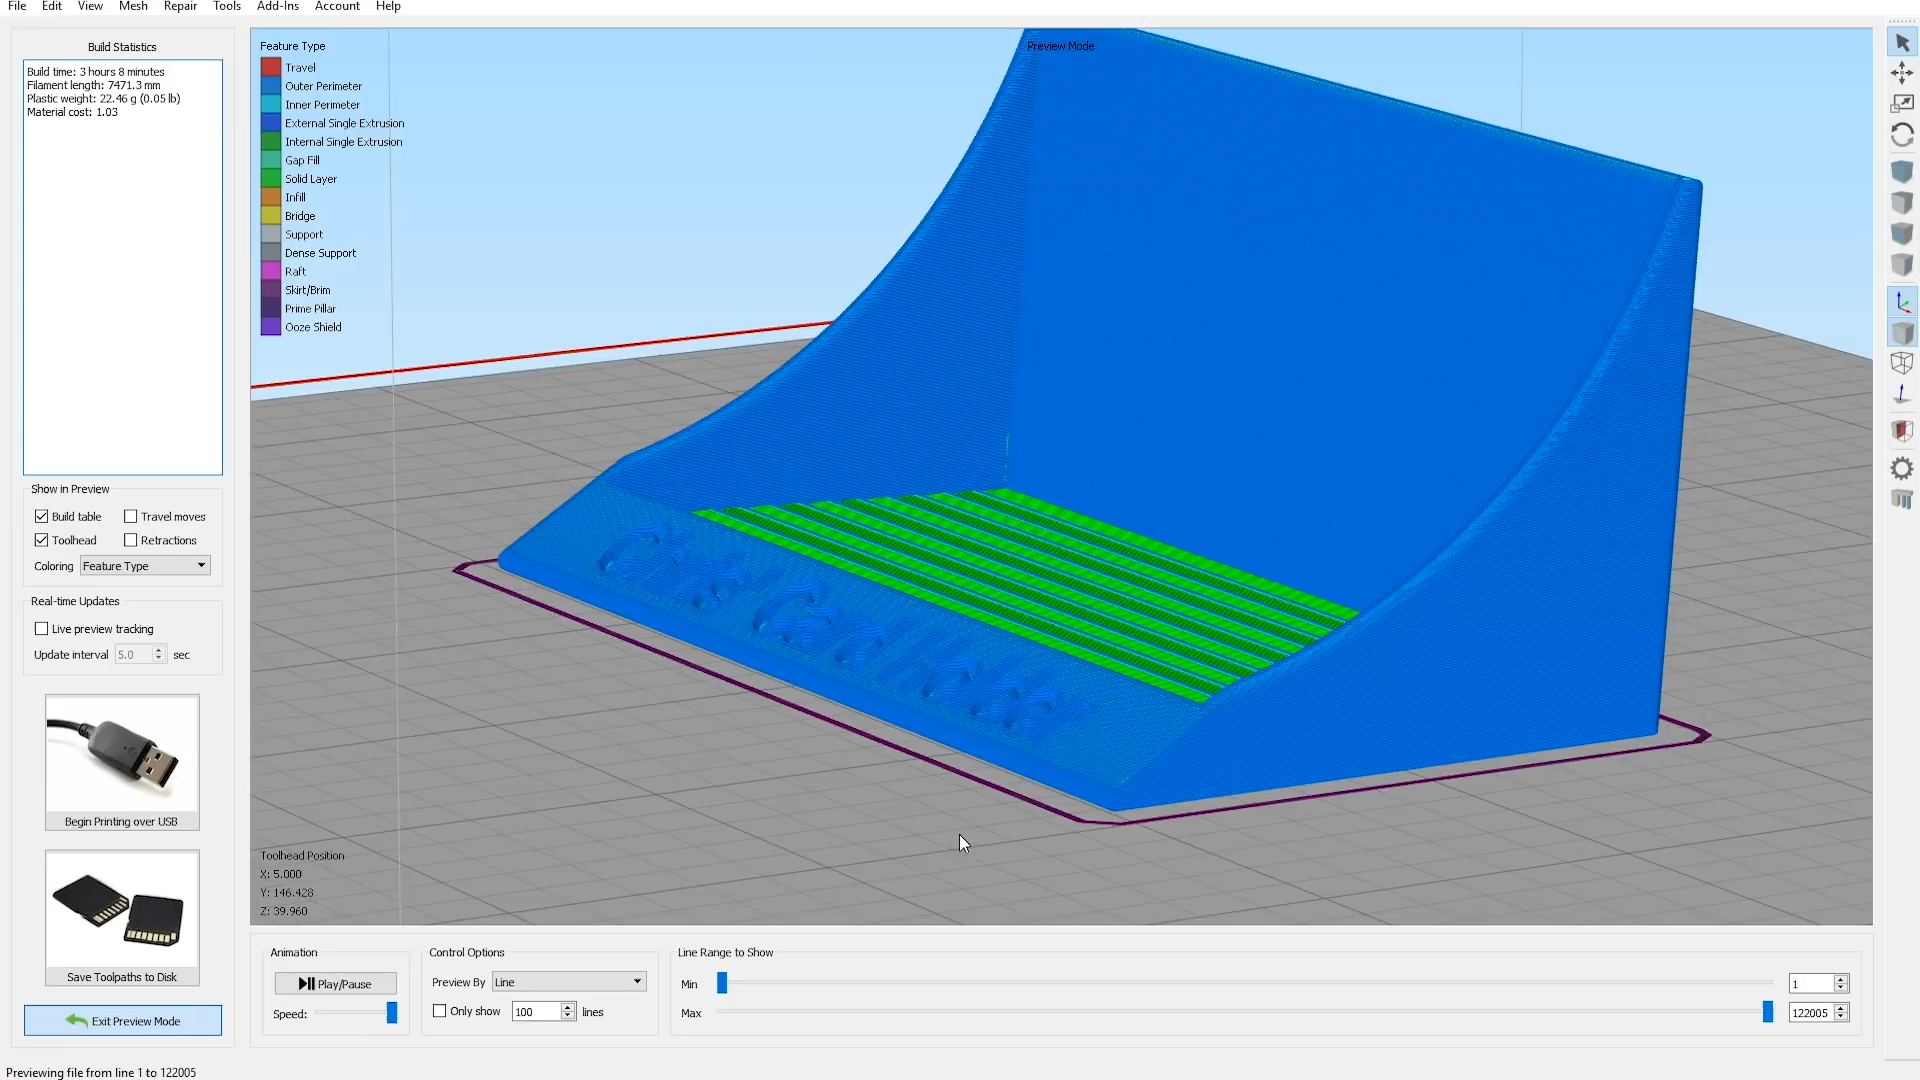 File Edit View Mesh Repair Tools Add-Ins Account Help
Build Statistics
Build time: 3 hours 8 minutes
Filament length: 7471.3 mm
Plastic weight: 22.46 g (0.05 lb)
Material cost: 1.03
Show in Preview
Build table Travel moves
Toolhead Retractions
Coloring Feature Type
Real-time Updates
Live preview tracking
Update interval 5.0 sec
Begin Printing over USB
Save Toolpaths to Disk
Exit Preview Mode
Previewing file from line 1 to 122005
Feature Type
Travel
Outer Perimeter
Inner Perimeter
External Single Extrusion
Internal Single Extrusion
Gap Fill
Solid Layer
Infill
Bridge
Support
Dense Support
Raft
Skirt/Brim
Prime Pillar
Ooze Shield
Preview Mode
Toolhead Position
X: 5.000
Y: 146.428
Z: 39.960
Animation
Play/Pause
Speed:
Control Options
Preview By Line
Only show 100 lines
Line Range to Show
Min 1
Max 122005